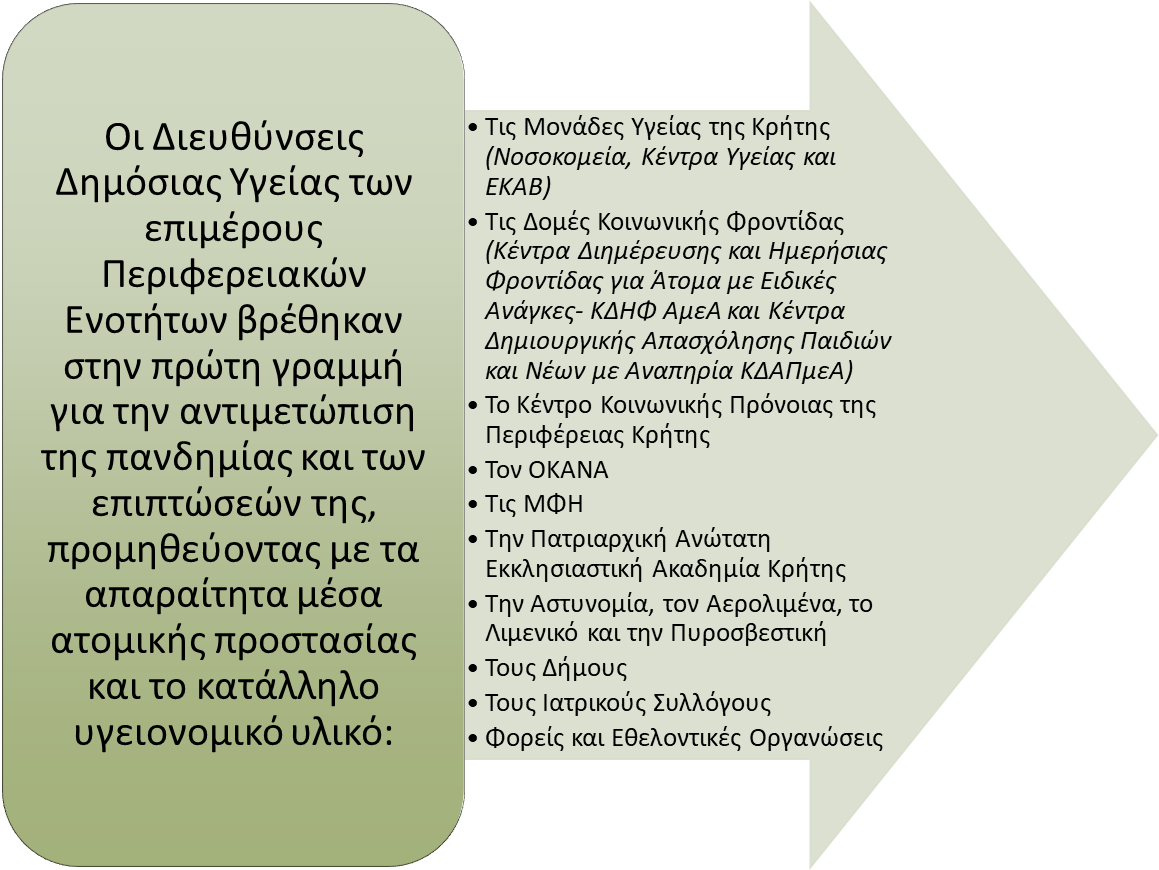 Οι Διευθύνσεις
Δημόσιας Υγείας των
επιμέρους
Περιφερειακών
Ενοτήτων βρέθηκαν
στην πρώτη γραμμή
για την αντιμετώπιση
της πανδημίας και των
επιπτώσεών της,
προμηθεύοντας με τα
απαραίτητα μέσα
ατομικής προστασίας
και το κατάλληλο
υγειονομικό υλικό:
• Τις Μονάδες Υγείας της Κρήτης
(Νοσοκομεία, Κέντρα Υγείας και
ΕΚΑΒ)
• Τις Δομές Κοινωνικής Φροντίδας
(Κέντρα Διημέρευσης και Ημερήσιας
Φροντίδας για Άτομα με Ειδικές
Ανάγκες- ΚΔΗΦ ΑμεΑ και Κέντρα
Δημιουργικής Απασχόλησης Παιδιών
και Νέων με Αναπηρία ΚΔΑΠμεΑ)
• Το Κέντρο Κοινωνικής Πρόνοιας της
Περιφέρειας Κρήτης
• Τον ΟΚΑΝΑ
• Τις ΜΦΗ
• Την Πατριαρχική Ανώτατη
Εκκλησιαστική Ακαδημία Κρήτης
• Την Αστυνομία, τον Αερολιμένα, το
Λιμενικό και την Πυροσβεστική
• Τους Δήμους
• Τους Ιατρικούς Συλλόγους
• Φορείς και Εθελοντικές Οργανώσεις